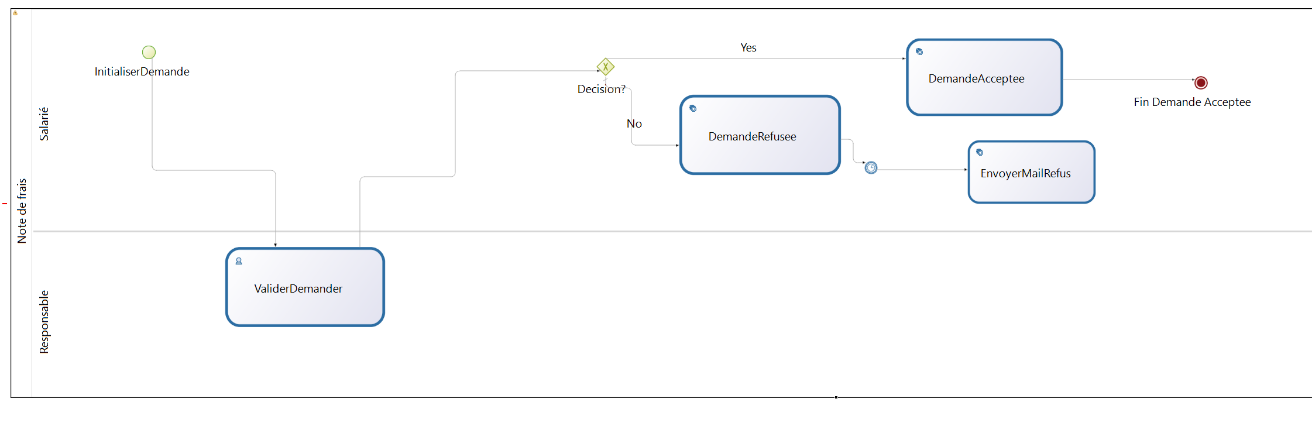 Note de frais
Salarié
InitialiserDemande
Decision?
Yes
No
DemandeAcceptee
Fin Demande Acceptee
DemandeRefusee
EnvoyerMailRefus
Responsable
ValiderDemander